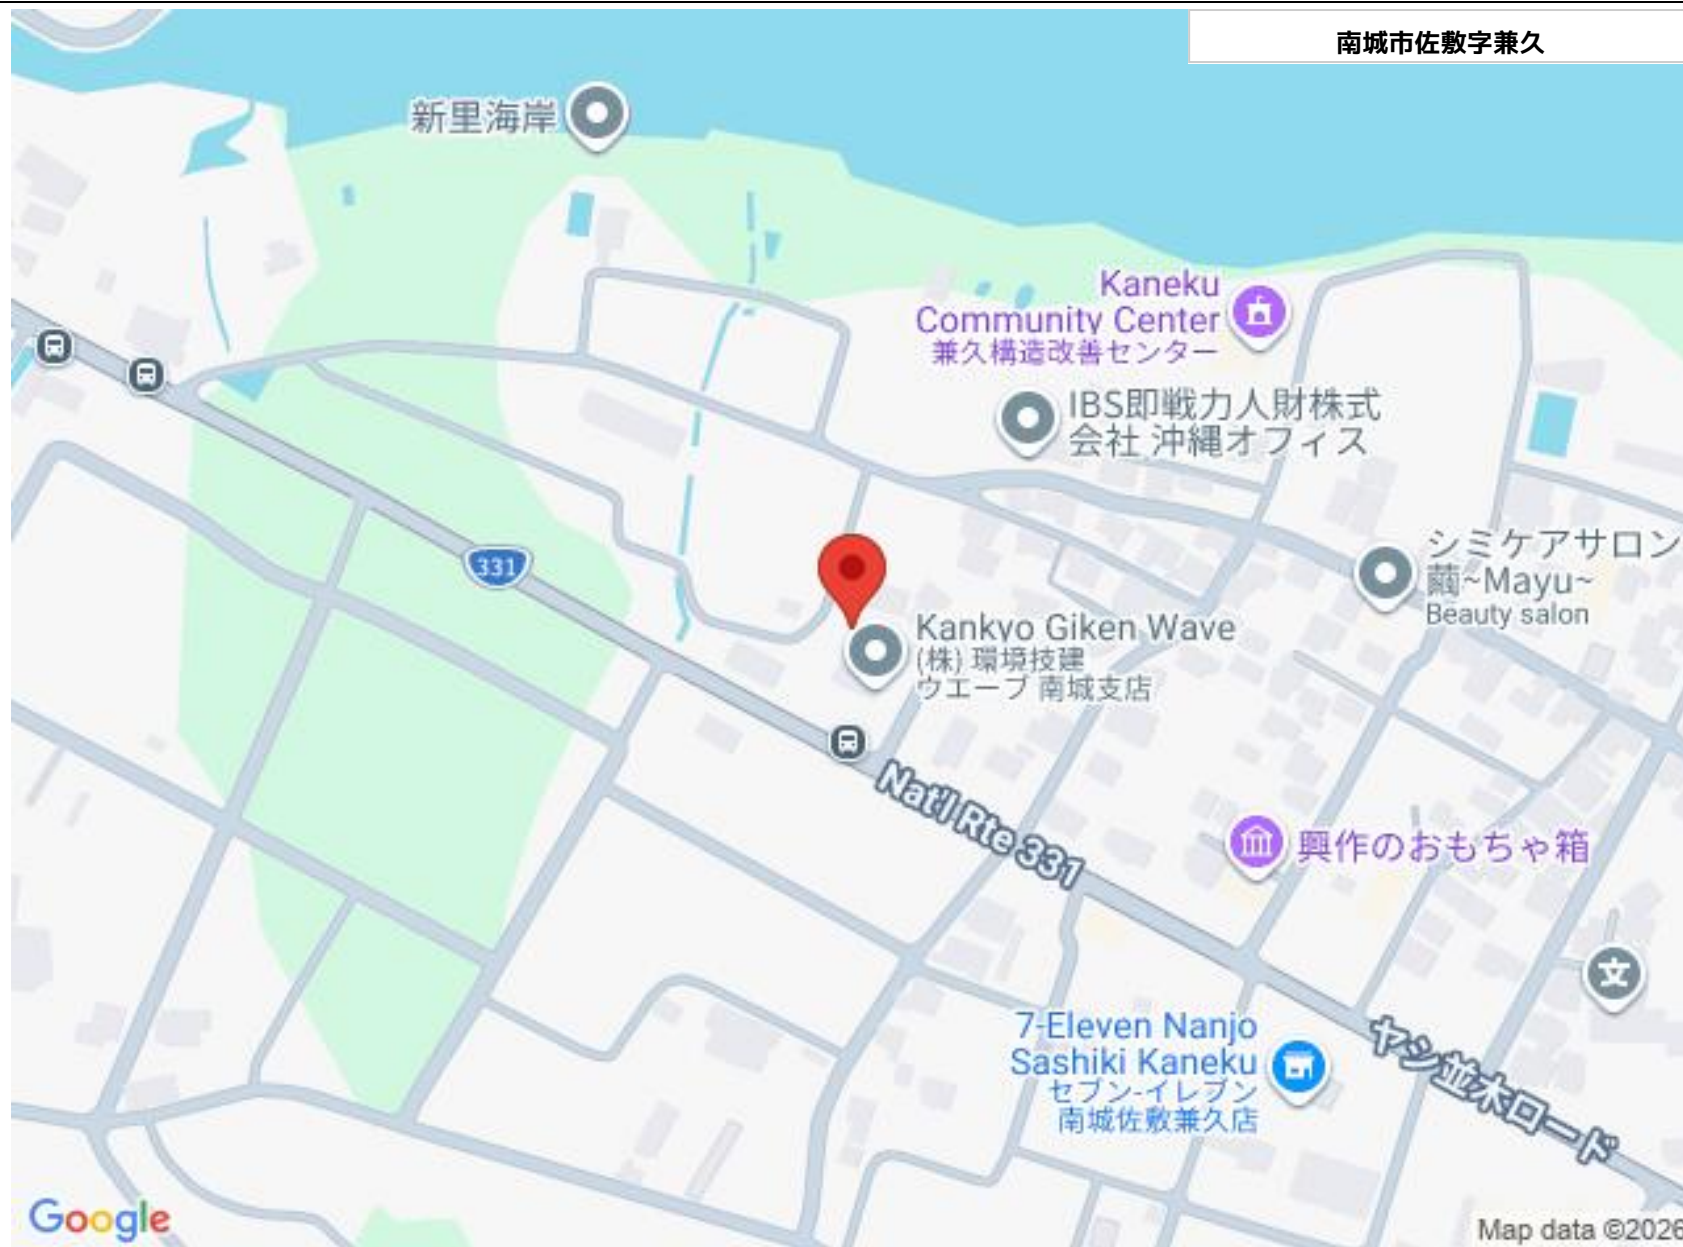 南城市佐敷字兼久
新里海岸
Kaneku
Community Center
兼久構造改善センター
IBS即戦力人財株式
会社 沖縄オフィス
331
シミケアサロン
繭~Mayu~
Beauty salon
Kankyo Giken Wave
(株) 環境技建
ウエーブ 南城支店
Nat'l Rte 331
興作のおもちゃ箱
文
7-Eleven Nanjo
Sashiki Kaneku
セブン-イレブン
南城佐敷兼久店
ヤシ並木ロード
Google
Map data ©2026